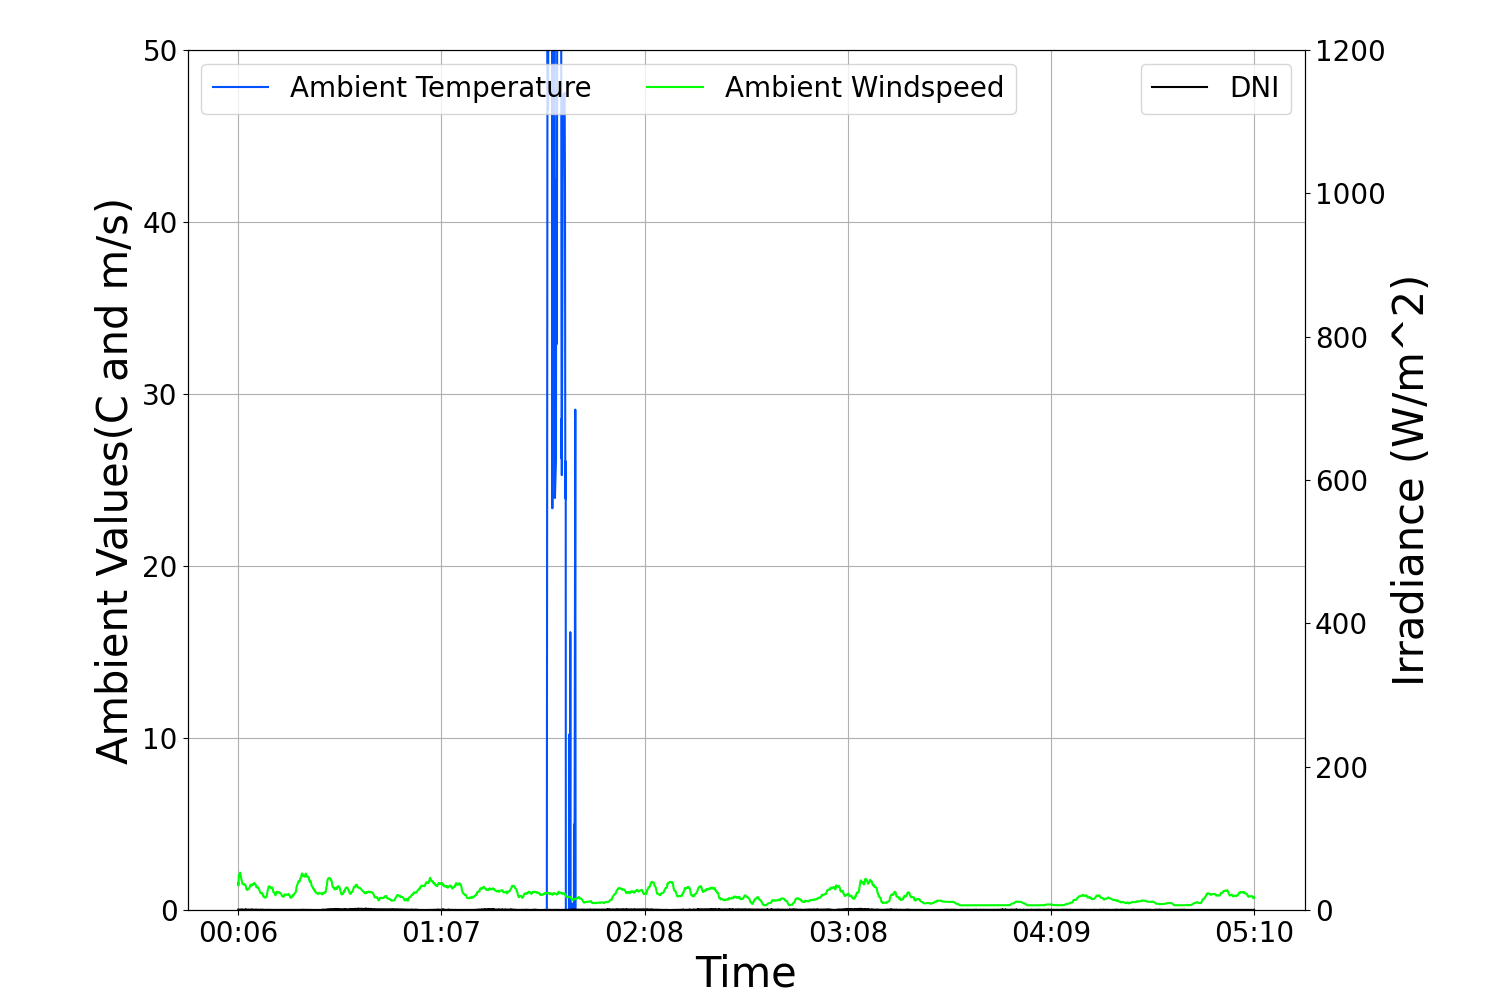 Ambient Temperature
Ambient Windspeed
DNI
50
40
30
20
10
0
Ambient Values(C and m/s)
1200
1000
800
600
400
200
0
Irradiance (W/m^2)
00:06 01:07 02:08 03:08 04:09 05:10
Time